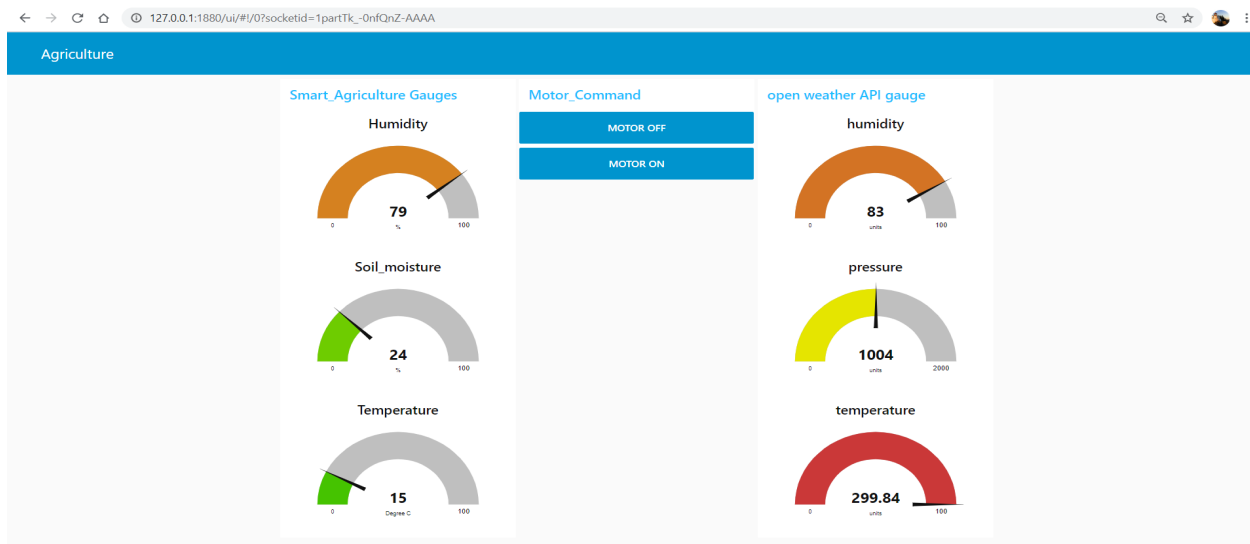 127.0.0.1:1880/ui/#!/0?socketid=1partTk_-0nfQnZ-AAAA
Agriculture
Smart_Agriculture Gauges
Humidity
79
%
0
100
Soil_moisture
24
%
0
100
Temperature
15
Degree C
0
100
Motor_Command
MOTOR OFF
MOTOR ON
open weather API gauge
humidity
83
units
0
100
pressure
1004
units
0
2000
temperature
299.84
units
0
100